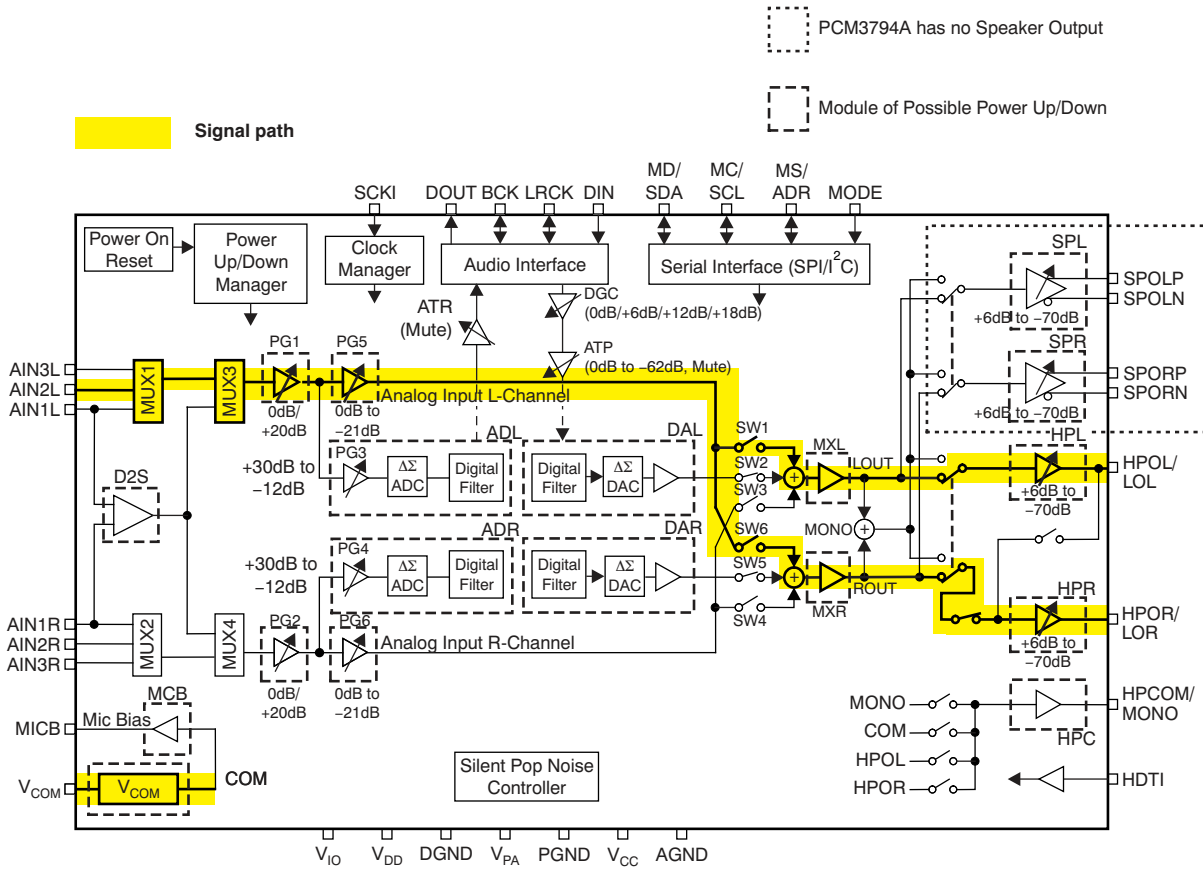 PCM3794A has no Speaker Output
Module of Possible Power Up/Down
Signal path
SCKI
DOUT
BCK
LRCK
DIN
MD/
SDA
MC/
SCL
MS/
ADR
MODE
Power On
Reset
Power
Up/Down
Manager
Clock
Manager
Audio Interface
Serial Interface (SPI/I²C)
ATR
(Mute)
DGC
(0dB/+6dB/+12dB/+18dB)
ATP
(0dB to −62dB, Mute)
SPL
+6dB to −70dB
SPOLP
SPOLN
SPR
+6dB to −70dB
SPORP
SPORN
AIN3L
AIN2L
AIN1L
MUX1
MUX3
PG1
0dB/
+20dB
PG5
0dB to
−21dB
Analog Input L-Channel
ADL
PG3
+30dB to
−12dB
ΔΣ
ADC
Digital
Filter
DAL
Digital
Filter
ΔΣ
DAC
SW1
SW2
SW3
MXL
LOUT
HPL
+6dB to
−70dB
HPOL/
LOL
D2S
ADR
PG4
+30dB to
−12dB
ΔΣ
ADC
Digital
Filter
DAR
Digital
Filter
ΔΣ
DAC
SW6
SW5
SW4
MONO
MXR
ROUT
HPR
+6dB to
−70dB
HPOR/
LOR
AIN1R
AIN2R
AIN3R
MUX2
MUX4
PG2
0dB/
+20dB
PG6
0dB to
−21dB
Analog Input R-Channel
MICB
Mic Bias
MCB
VCOM
VCOM
COM
Silent Pop Noise
Controller
MONO
COM
HPOL
HPOR
HPC
HPCOM/
MONO
HDTI
VIO
VDD
DGND
VPA
PGND
VCC
AGND